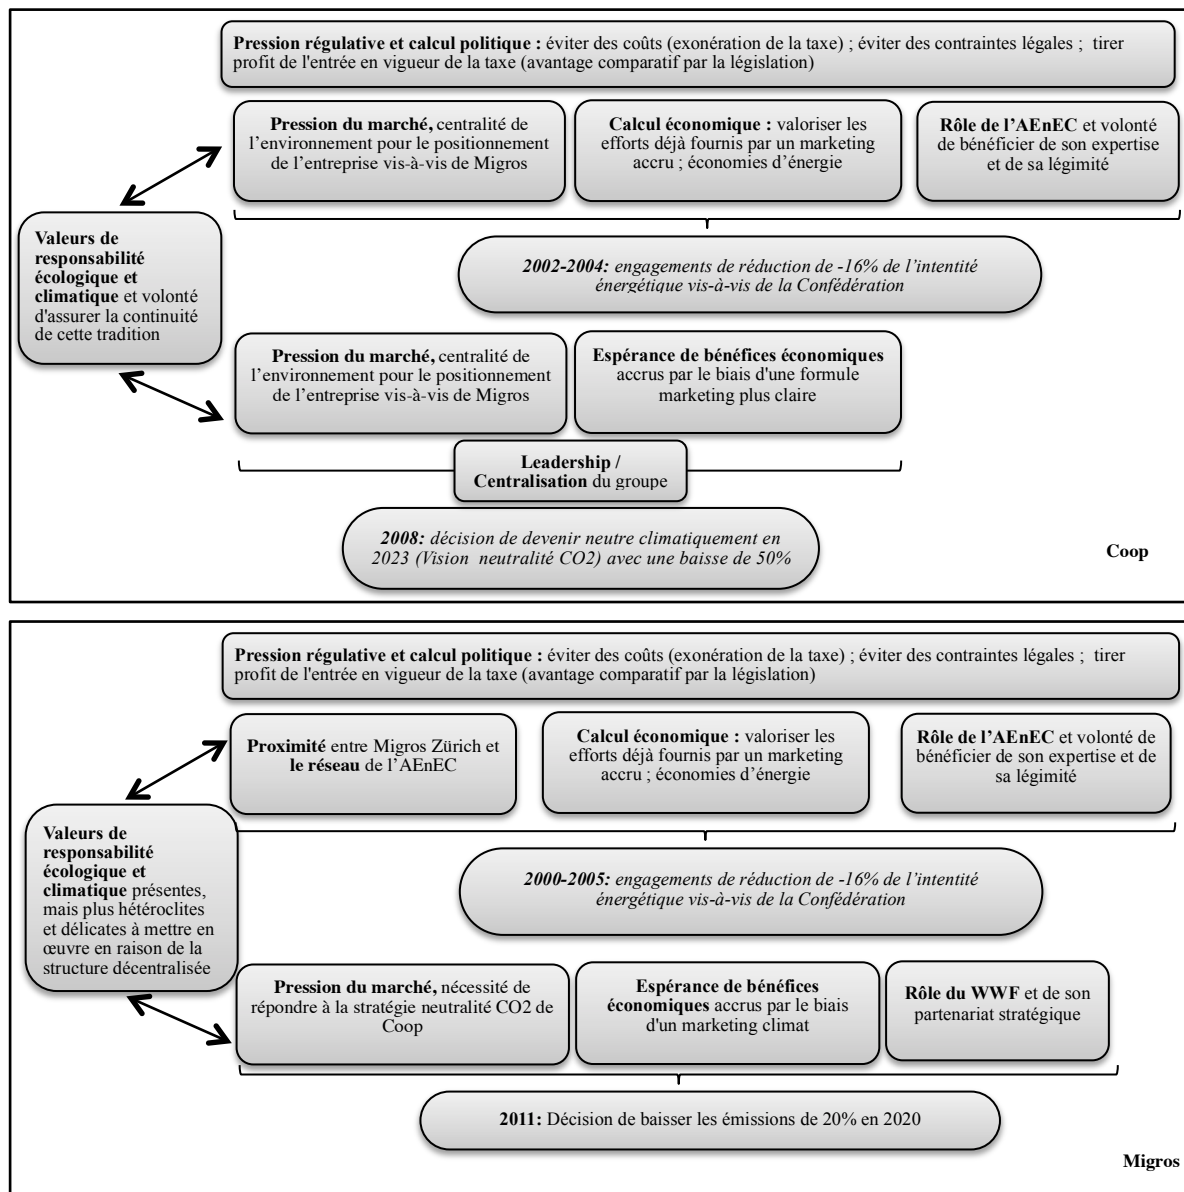 Pression régulative et calcul politique : éviter des coûts (exonération de la taxe) ; éviter des contraintes légales ; tirer
profit de l'entrée en vigueur de la taxe (avantage comparatif par la législation)
Pression du marché, centralité de
l'environnement pour le positionnement
de l'entreprise vis-à-vis de Migros
Calcul économique : valoriser les
efforts déjà fournis par un marketing
accru ; économies d'énergie
Rôle de l'AEnEC et volonté
de bénéficier de son expertise
et de sa légimité
Valeurs de
responsabilité
écologique et
climatique et volonté
d'assurer la continuité
de cette tradition
2002-2004: engagements de réduction de -16% de l'intentité
énergétique vis-à-vis de la Confédération
Pression du marché, centralité de
l'environnement pour le positionnement
de l'entreprise vis-à-vis de Migros
Espérance de bénéfices économiques
accrus par le biais d'une formule
marketing plus claire
Leadership /
Centralisation du groupe
2008: décision de devenir neutre climatiquement en
2023 (Vision neutralité CO2) avec une baisse de 50%
Coop
Pression régulative et calcul politique : éviter des coûts (exonération de la taxe) ; éviter des contraintes légales ; tirer
profit de l'entrée en vigueur de la taxe (avantage comparatif par la législation)
Proximité entre Migros Zürich et
le réseau de l'AEnEC
Calcul économique : valoriser les
efforts déjà fournis par un marketing
accru ; économies d'énergie
Rôle de l'AEnEC et volonté de
bénéficier de son expertise et de
sa légimité
Valeurs de
responsabilité
écologique et
climatique présentes,
mais plus hétéroclites
et délicates à mettre en
œuvre en raison de la
structure décentralisée
2000-2005: engagements de réduction de -16% de l'intentité
énergétique vis-à-vis de la Confédération
Pression du marché, nécessité de
répondre à la stratégie neutralité CO2 de
Coop
Espérance de bénéfices
économiques accrus par le biais
d'un marketing climat
Rôle du WWF et de son
partenariat stratégique
2011: Décision de baisser les émissions de 20% en 2020
Migros